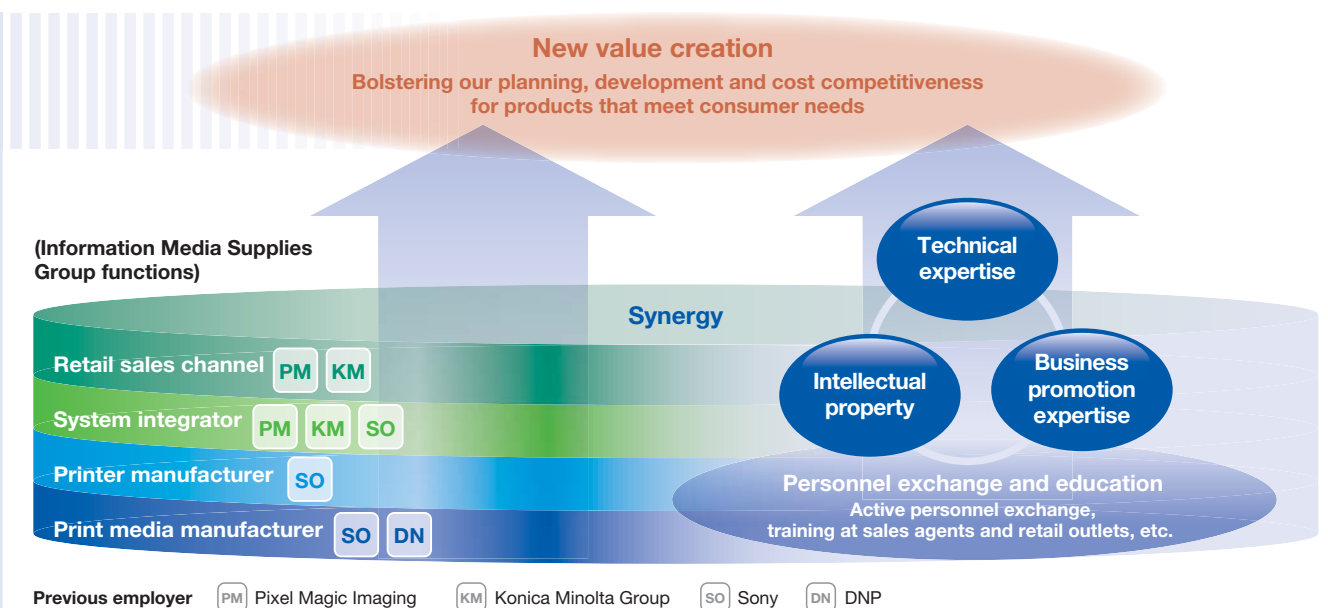 New value creation
Bolstering our planning, development and cost competitiveness
for products that meet consumer needs
(Information Media Supplies
Group functions)
Synergy
Technical
expertise
Intellectual
property
Business
promotion
expertise
Retail sales channel PM KM
System integrator PM KM SO
Printer manufacturer SO
Print media manufacturer SO DN
Personnel exchange and education
Active personnel exchange,
training at sales agents and retail outlets, etc.
Previous employer PM Pixel Magic Imaging KM Konica Minolta Group SO Sony DN DNP